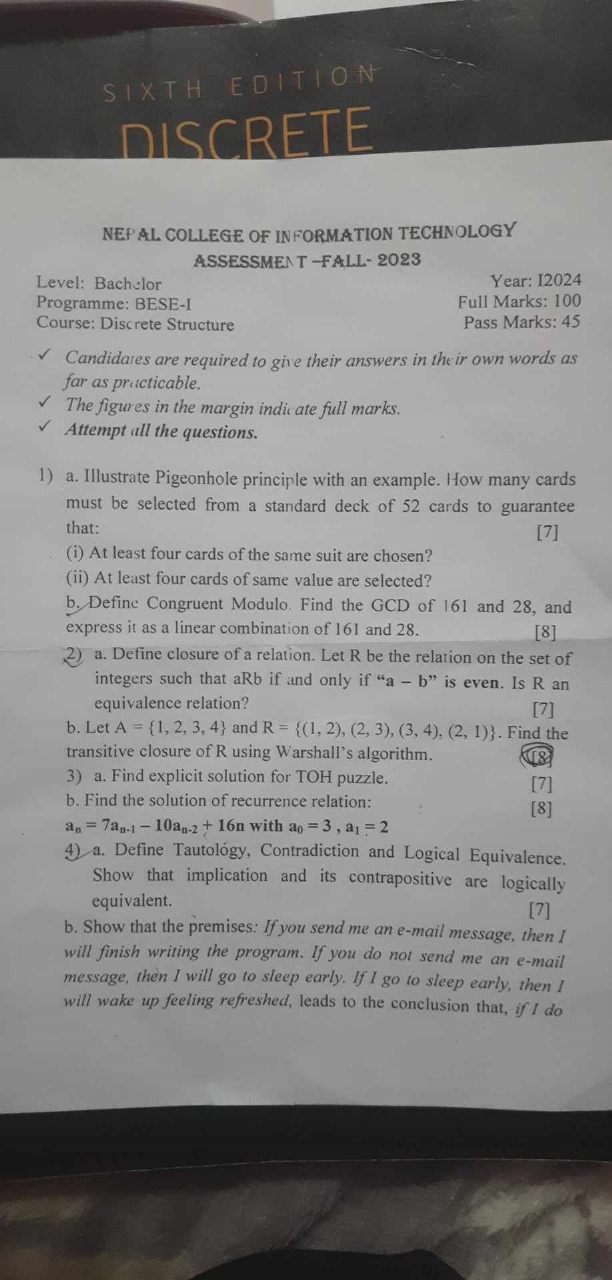 SIXTH EDITION
DISCRETE
NEPAL COLLEGE OF INFORMATION TECHNOLOGY
ASSESSMENT –FALL- 2023
Level: Bachelor Year: I2024
Programme: BESE-I Full Marks: 100
Course: Discrete Structure Pass Marks: 45
✓ Candidates are required to give their answers in their own words as
far as practicable.
✓ The figures in the margin indicate full marks.
✓ Attempt all the questions.
1) a. Illustrate Pigeonhole principle with an example. How many cards
must be selected from a standard deck of 52 cards to guarantee
that: [7]
(i) At least four cards of the same suit are chosen?
(ii) At least four cards of same value are selected?
b. Define Congruent Modulo. Find the GCD of 161 and 28, and
express it as a linear combination of 161 and 28. [8]
2) a. Define closure of a relation. Let R be the relation on the set of
integers such that aRb if and only if “a – b” is even. Is R an
equivalence relation? [7]
b. Let A = {1, 2, 3, 4} and R = {(1, 2), (2, 3), (3, 4), (2, 1)}. Find the
transitive closure of R using Warshall's algorithm. [8]
3) a. Find explicit solution for TOH puzzle. [7]
b. Find the solution of recurrence relation: [8]
aₙ = 7aₙ₋₁ – 10aₙ₋₂ + 16n with a₀ = 3 , a₁ = 2
4) a. Define Tautology, Contradiction and Logical Equivalence.
Show that implication and its contrapositive are logically
equivalent. [7]
b. Show that the premises: If you send me an e-mail message, then I
will finish writing the program. If you do not send me an e-mail
message, then I will go to sleep early. If I go to sleep early, then I
will wake up feeling refreshed, leads to the conclusion that, if I do